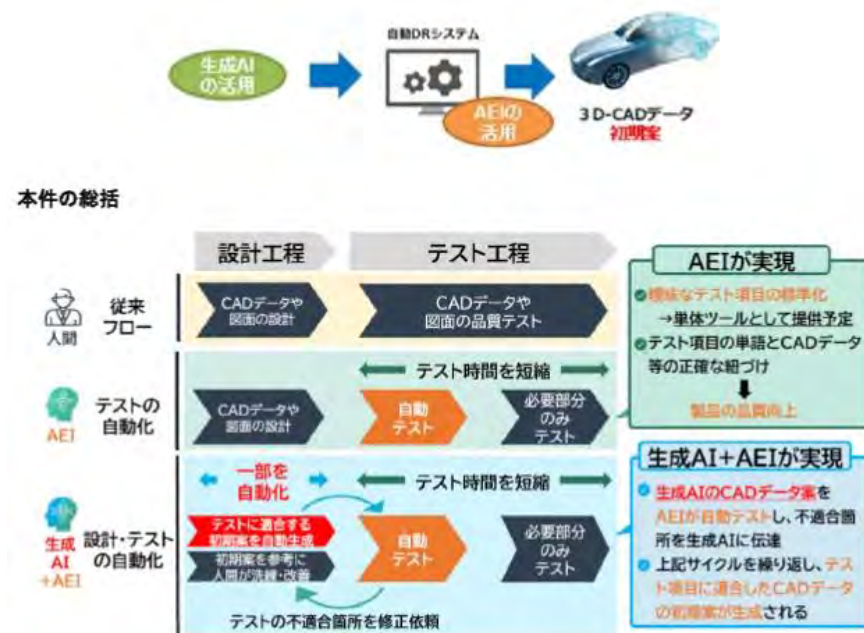 生成AI
の活用
自動DRシステム
AEIの
活用
3D-CADデータ
初期案
本件の総括
設計工程
テスト工程
人間
従来
フロー
CADデータや
図面の設計
CADデータや
図面の品質テスト
AEI
テストの
自動化
テスト時間を短縮
CADデータや
図面の設計
自動
テスト
必要部分
のみ
テスト
生成
AI
+AEI
設計・テスト
の自動化
一部を
自動化
テスト時間を短縮
テストに適合する
初期案を自動生成
初期案を参考に
人間が洗練・改善
自動
テスト
必要部分
のみ
テスト
テストの不適合箇所を修正依頼
AEIが実現
なテスト項目の標準化
→単体ツールとして提供予定
テスト項目の単語とCADデータ
等の正確な紐づけ
製品の品質向上
生成AI+AEIが実現
生成AIのCADデータ案を
AEIが自動テストし、不適合箇
所を生成AIに伝達
上記サイクルを繰り返し、テス
ト項目に適合したCADデータ
の初期案が生成される